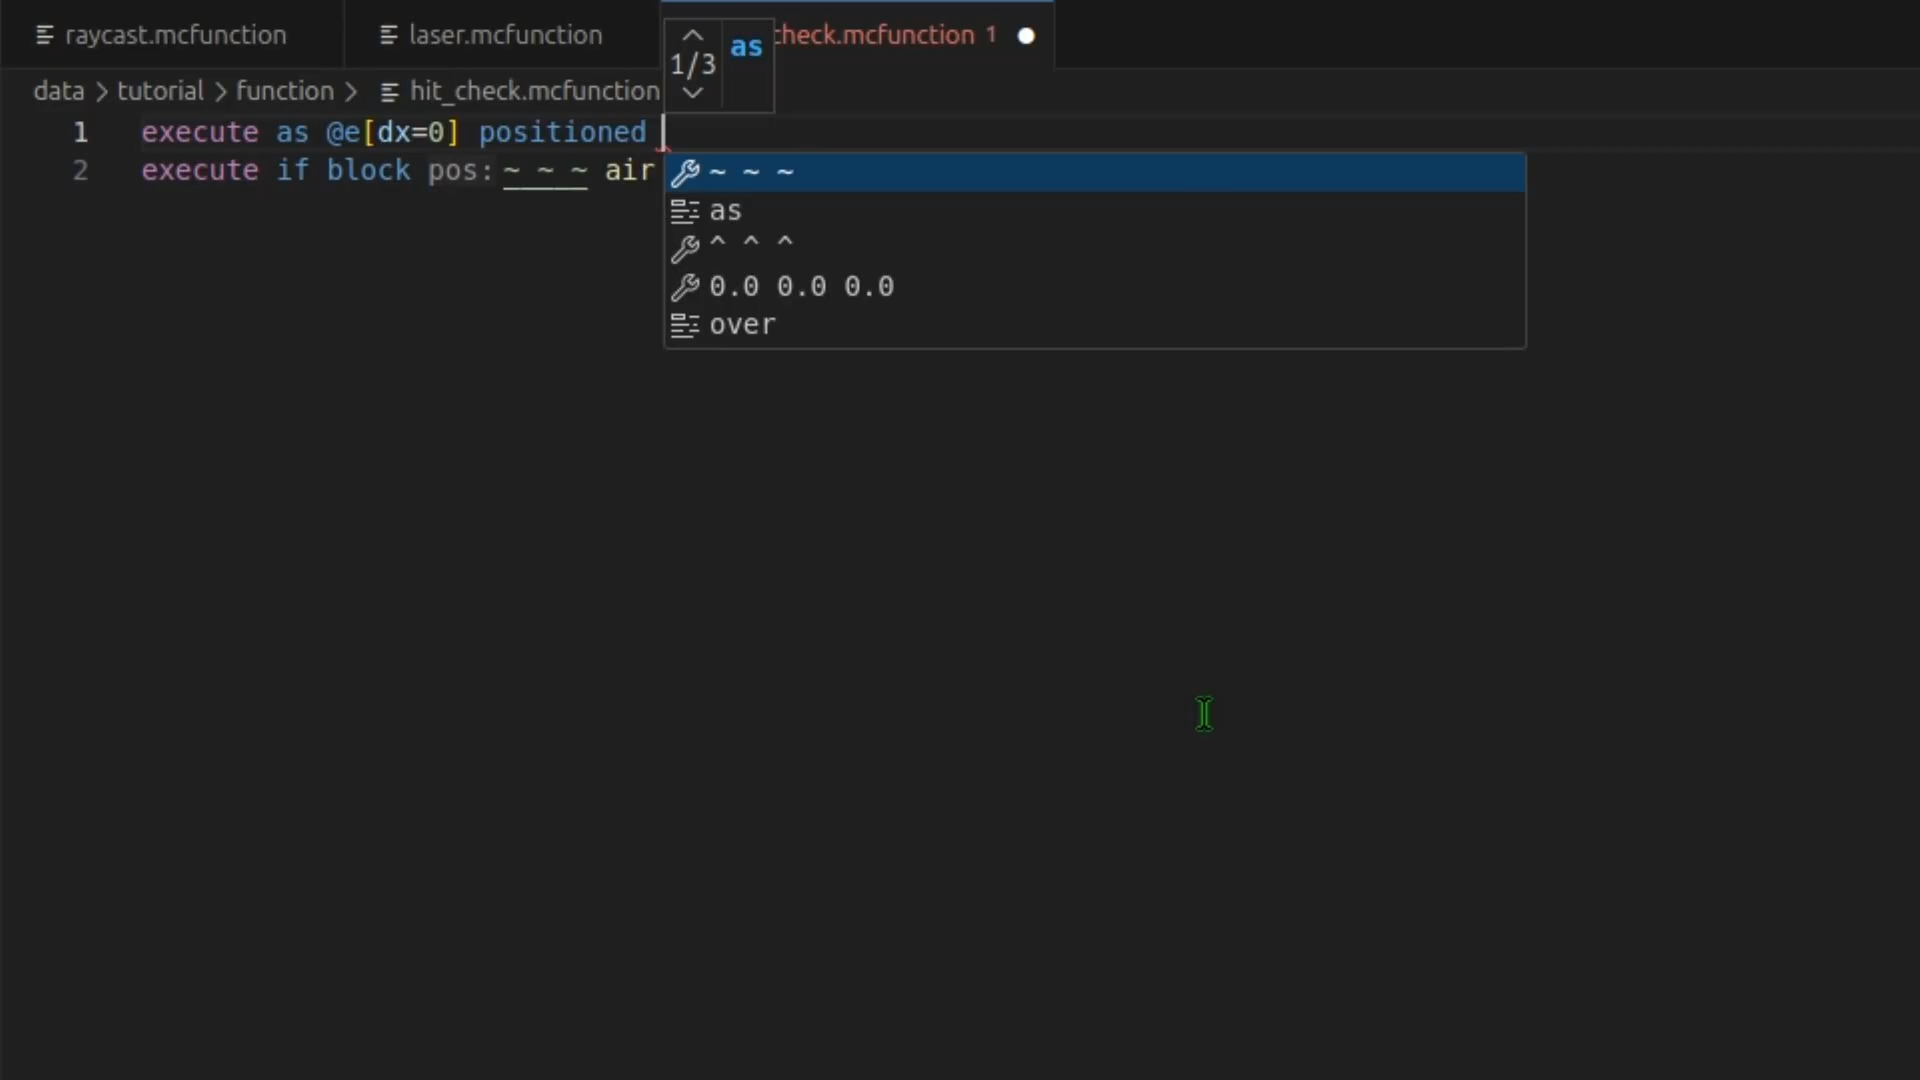 raycast.mcfunction laser.mcfunction check.mcfunction 1
1/3 as
data > tutorial > function > hit_check.mcfunction
1 execute as @e[dx=0] positioned
2 execute if block pos: ~ ~ ~ air
~ ~ ~
as
^ ^ ^
0.0 0.0 0.0
over